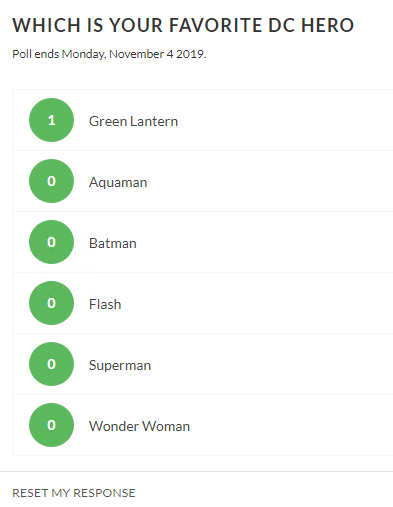 WHICH IS YOUR FAVORITE DC HERO
Poll ends Monday, November 4 2019.
1 Green Lantern
0 Aquaman
0 Batman
0 Flash
0 Superman
0 Wonder Woman
RESET MY RESPONSE